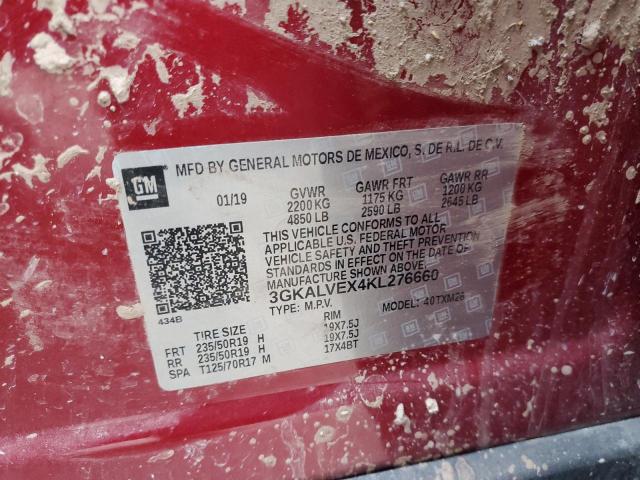 MFD BY GENERAL MOTORS DE MEXICO, S. DE R.L. DE C.V.
GM
01/19 GVWR GAWR FRT GAWR RR
2200 KG 1175 KG 1200 KG
4850 LB 2590 LB 2645 LB
THIS VEHICLE CONFORMS TO ALL
APPLICABLE U.S. FEDERAL MOTOR
VEHICLE SAFETY AND THEFT PREVENTION
STANDARDS IN EFFECT ON THE DATE OF
MANUFACTURE SHOWN ABOVE.
3GKALVEX4KL276660
TYPE: M.P.V. MODEL: 40TXM26
434B
TIRE SIZE RIM
FRT 235/50R19 H 19X7.5J
RR 235/50R19 H 19X7.5J
SPA T125/70R17 M 17X4BT